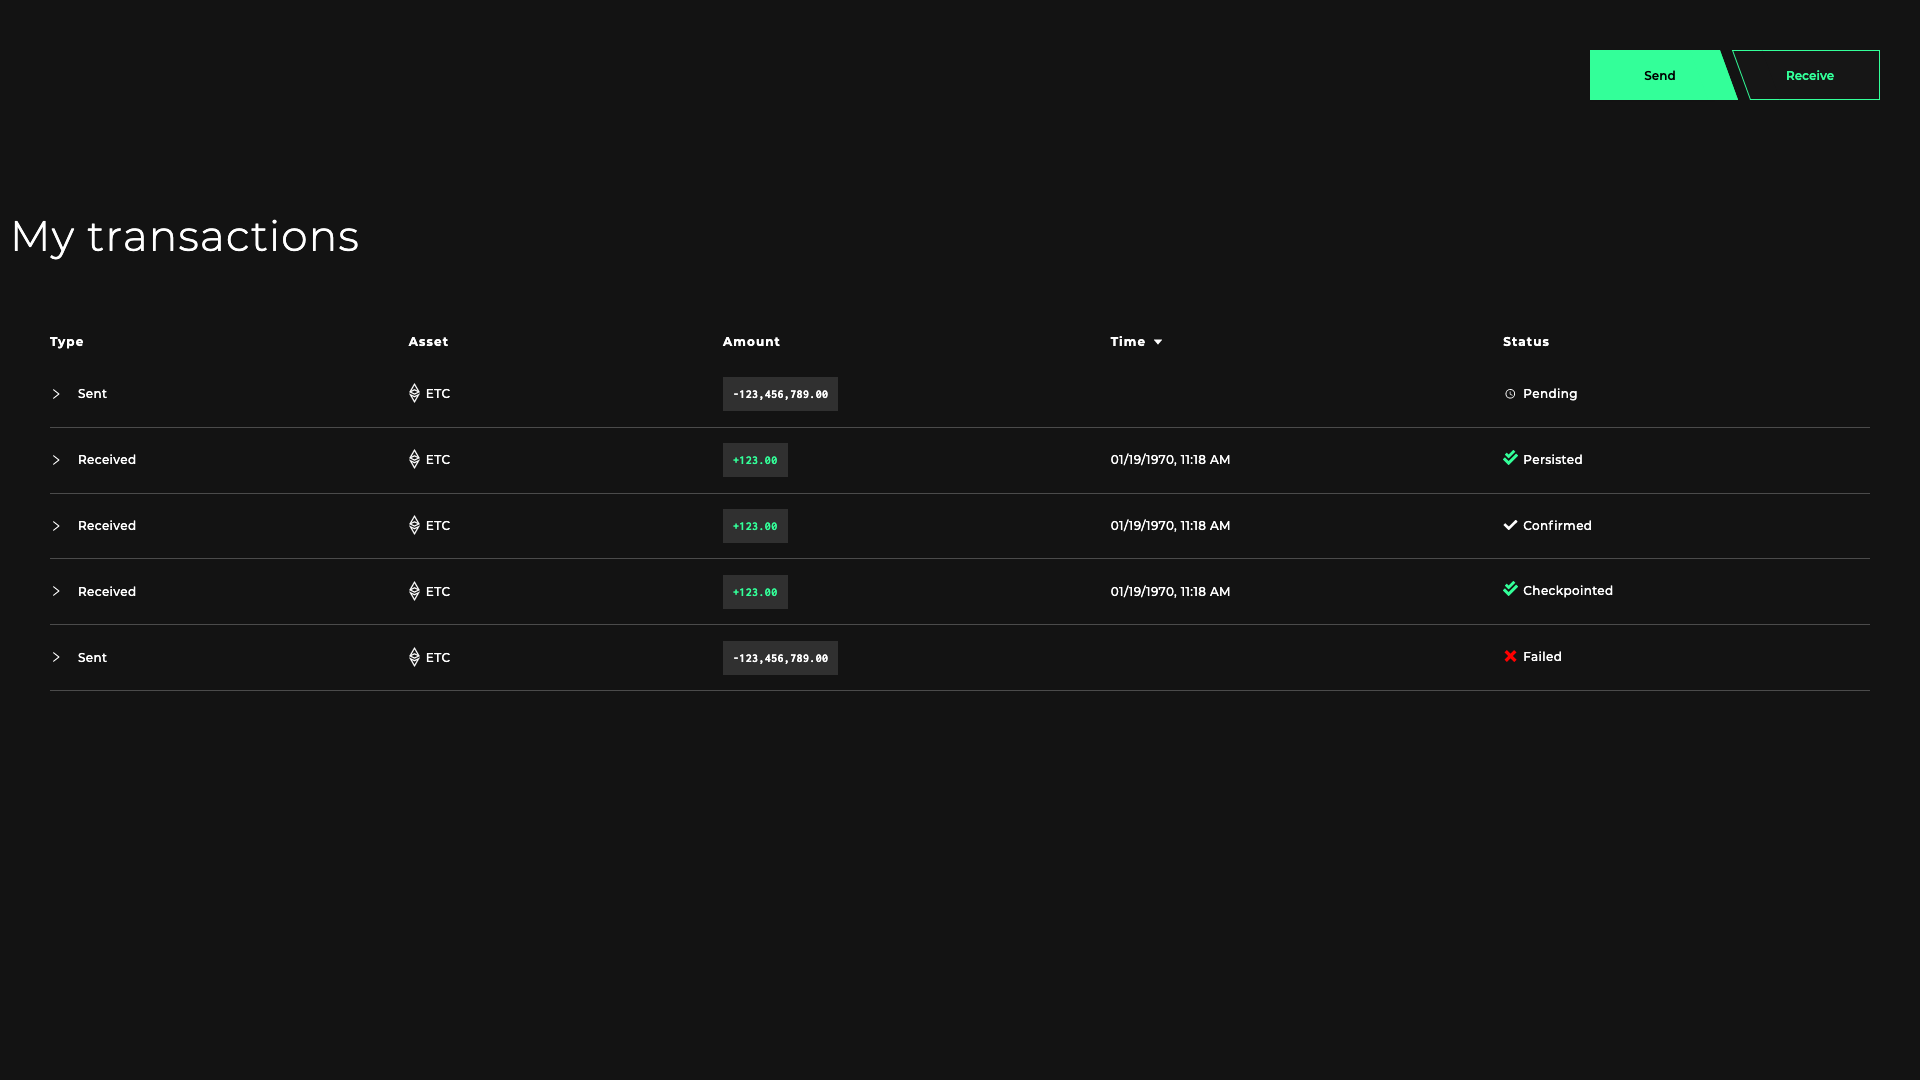 Send Receive
My transactions
Type Asset Amount Time Status
Sent ETC -123,456,789.00 Pending
Received ETC +123.00 01/19/1970, 11:18 AM Persisted
Received ETC +123.00 01/19/1970, 11:18 AM Confirmed
Received ETC +123.00 01/19/1970, 11:18 AM Checkpointed
Sent ETC -123,456,789.00 Failed